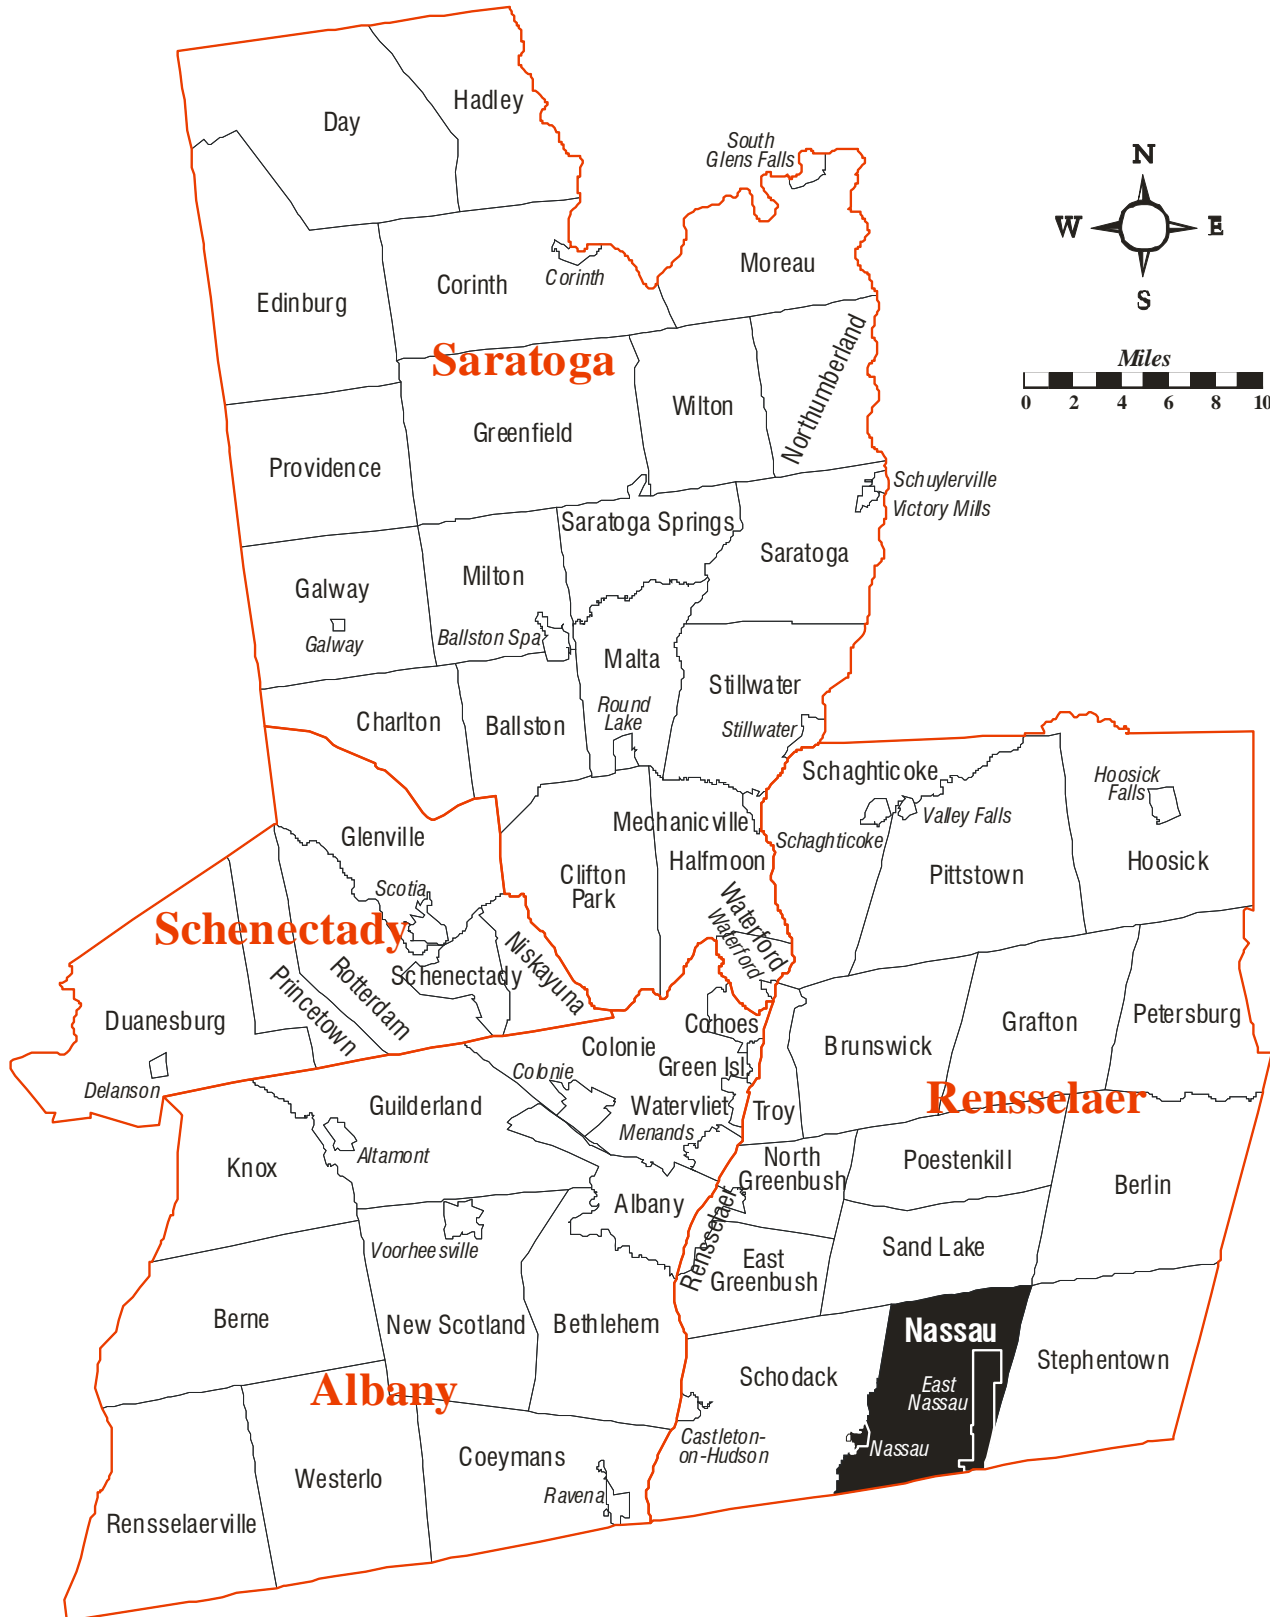 Hadley
Day
South
Glens Falls
N
W
E
S
Moreau
Corinth
Corinth
Edinburg
Miles
0 2 4 6 8 10
Saratoga
Northumberland
Wilton
Greenfield
Providence
Schuylerville
Victory Mills
Saratoga Springs
Saratoga
Milton
Galway
Galway
Ballston Spa
Malta
Stillwater
Round
Lake
Stillwater
Charlton
Ballston
Schaghticoke
Hoosick
Falls
Mechanicville
Valley Falls
Schaghticoke
Glenville
Halfmoon
Hoosick
Clifton
Park
Pittstown
Scotia
Waterford
Waterford
Schenectady
Niskayuna
Schenectady
Rotterdam
Princetown
Duanesburg
Cohoes
Grafton
Petersburg
Colonie
Brunswick
Green Isl
Colonie
Delanson
Rensselaer
Guilderland
Watervliet
Troy
Menands
Altamont
Knox
North
Greenbush
Poestenkill
Berlin
Albany
Rensselaer
Voorheesville
Sand Lake
East
Greenbush
Berne
New Scotland
Bethlehem
Nassau
Stephentown
Schodack
Albany
East
Nassau
Castleton-
on-Hudson
Nassau
Coeymans
Westerlo
Ravena
Rensselaerville